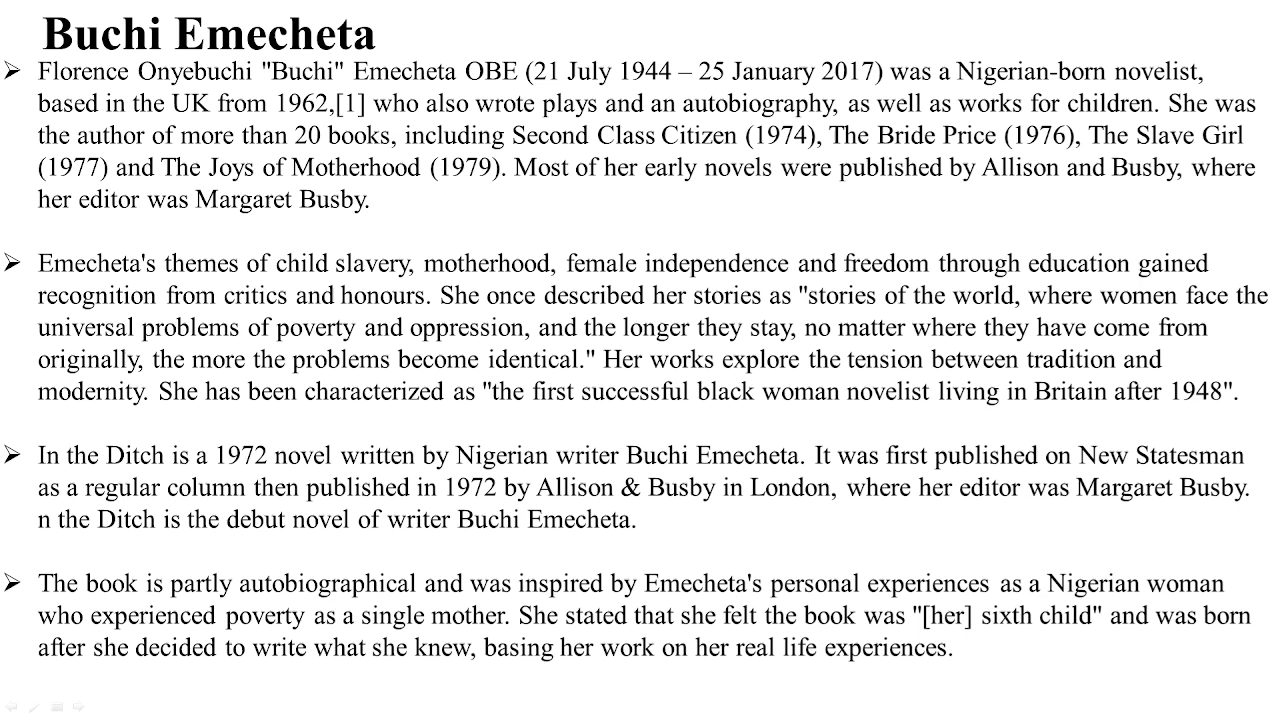 Buchi Emecheta
➢ Florence Onyebuchi "Buchi" Emecheta OBE (21 July 1944 – 25 January 2017) was a Nigerian-born novelist,
based in the UK from 1962,[1] who also wrote plays and an autobiography, as well as works for children. She was
the author of more than 20 books, including Second Class Citizen (1974), The Bride Price (1976), The Slave Girl
(1977) and The Joys of Motherhood (1979). Most of her early novels were published by Allison and Busby, where
her editor was Margaret Busby.
➢ Emecheta's themes of child slavery, motherhood, female independence and freedom through education gained
recognition from critics and honours. She once described her stories as "stories of the world, where women face the
universal problems of poverty and oppression, and the longer they stay, no matter where they have come from
originally, the more the problems become identical." Her works explore the tension between tradition and
modernity. She has been characterized as "the first successful black woman novelist living in Britain after 1948".
➢ In the Ditch is a 1972 novel written by Nigerian writer Buchi Emecheta. It was first published on New Statesman
as a regular column then published in 1972 by Allison & Busby in London, where her editor was Margaret Busby.
n the Ditch is the debut novel of writer Buchi Emecheta.
➢ The book is partly autobiographical and was inspired by Emecheta's personal experiences as a Nigerian woman
who experienced poverty as a single mother. She stated that she felt the book was "[her] sixth child" and was born
after she decided to write what she knew, basing her work on her real life experiences.